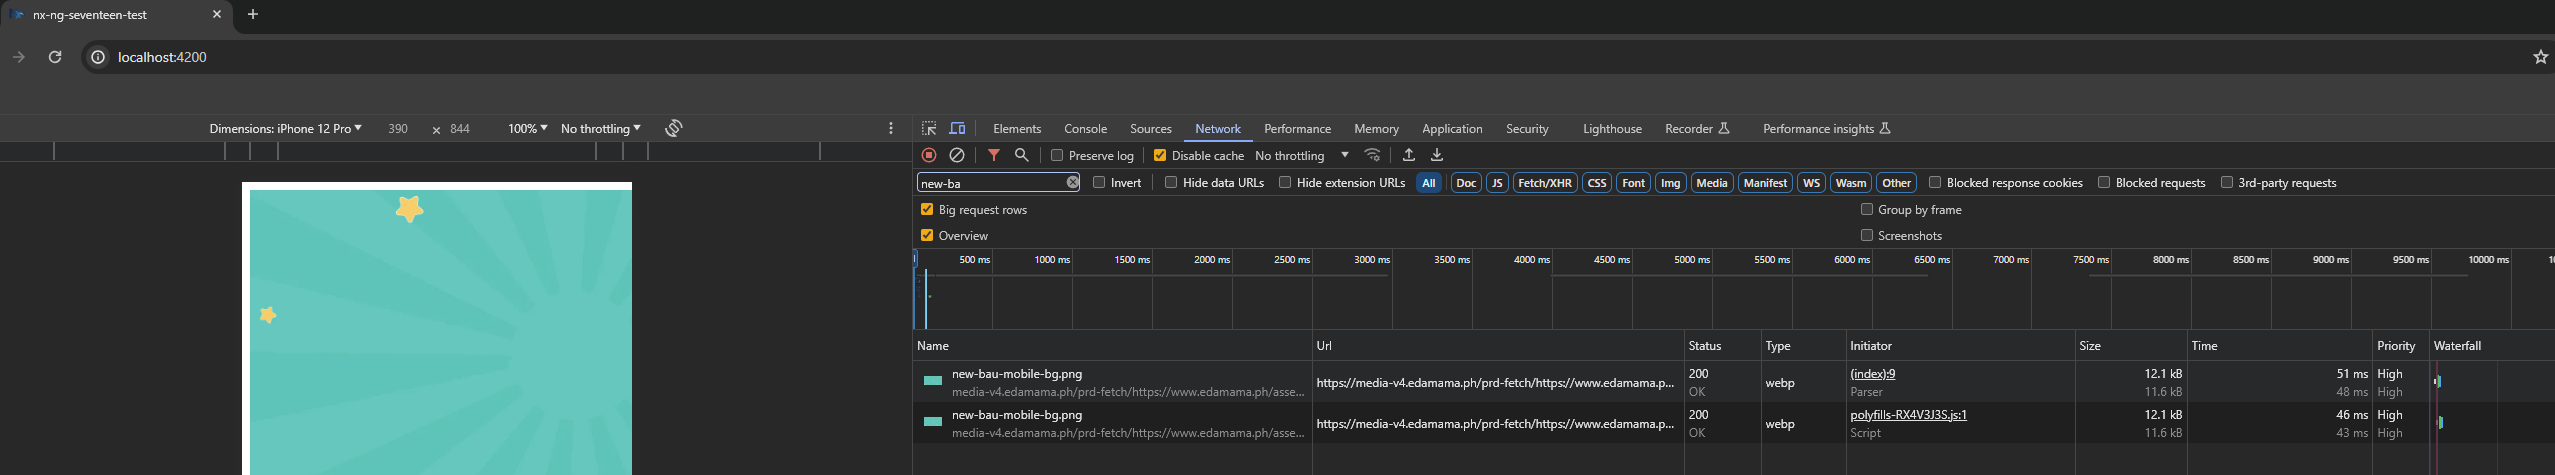 nx-ng-seventeen-test
localhost:4200
Dimensions: iPhone 12 Pro 390 × 844 100% No throttling
Elements Console Sources Network Performance Memory Application Security Lighthouse Recorder Performance insights
Preserve log Disable cache No throttling
new-ba Invert Hide data URLs Hide extension URLs All Doc JS Fetch/XHR CSS Font Img Media Manifest WS Wasm Other Blocked response cookies Blocked requests 3rd-party requests
Big request rows Group by frame
Overview Screenshots
500 ms 1000 ms 1500 ms 2000 ms 2500 ms 3000 ms 3500 ms 4000 ms 4500 ms 5000 ms 5500 ms 6000 ms 6500 ms 7000 ms 7500 ms 8000 ms 8500 ms 9000 ms 9500 ms 10000 ms
Name Url Status Type Initiator Size Time Priority Waterfall
new-bau-mobile-bg.png https://media-v4.edamama.ph/prd-fetch/https://www.edamama.p... 200 webp (index):9 12.1 kB 51 ms High
media-v4.edamama.ph/prd-fetch/https://www.edamama.ph/asse... OK Parser 11.6 kB 48 ms High
new-bau-mobile-bg.png https://media-v4.edamama.ph/prd-fetch/https://www.edamama.p... 200 webp polyfills-RX4V3J3S.js:1 12.1 kB 46 ms High
media-v4.edamama.ph/prd-fetch/https://www.edamama.ph/asse... OK Script 11.6 kB 43 ms High